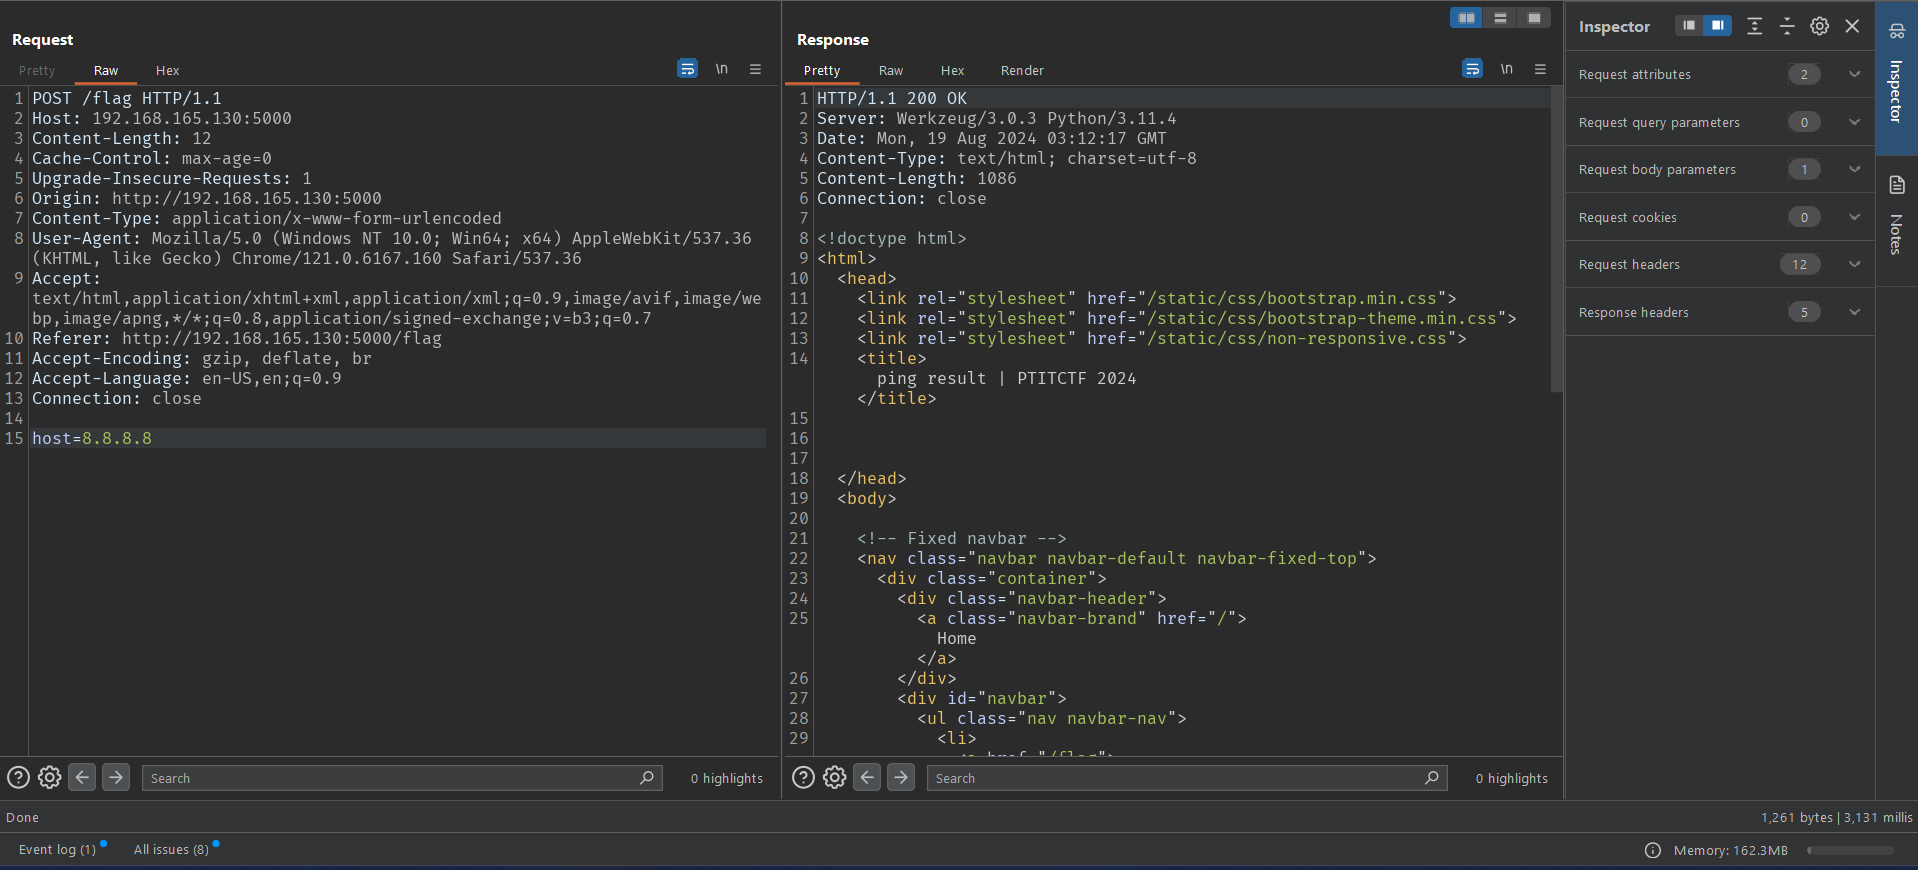 Request
Pretty Raw Hex \n
1 POST /flag HTTP/1.1
2 Host: 192.168.165.130:5000
3 Content-Length: 12
4 Cache-Control: max-age=0
5 Upgrade-Insecure-Requests: 1
6 Origin: http://192.168.165.130:5000
7 Content-Type: application/x-www-form-urlencoded
8 User-Agent: Mozilla/5.0 (Windows NT 10.0; Win64; x64) AppleWebKit/537.36
(KHTML, like Gecko) Chrome/121.0.6167.160 Safari/537.36
9 Accept:
text/html,application/xhtml+xml,application/xml;q=0.9,image/avif,image/we
bp,image/apng,*/*;q=0.8,application/signed-exchange;v=b3;q=0.7
10 Referer: http://192.168.165.130:5000/flag
11 Accept-Encoding: gzip, deflate, br
12 Accept-Language: en-US,en;q=0.9
13 Connection: close
14
15 host=8.8.8.8
Search
0 highlights
Response
Pretty Raw Hex Render \n
1 HTTP/1.1 200 OK
2 Server: Werkzeug/3.0.3 Python/3.11.4
3 Date: Mon, 19 Aug 2024 03:12:17 GMT
4 Content-Type: text/html; charset=utf-8
5 Content-Length: 1086
6 Connection: close
7
8 <!doctype html>
9 <html>
10 <head>
11 <link rel="stylesheet" href="/static/css/bootstrap.min.css">
12 <link rel="stylesheet" href="/static/css/bootstrap-theme.min.css">
13 <link rel="stylesheet" href="/static/css/non-responsive.css">
14 <title>
ping result | PTITCTF 2024
</title>
15
16
17
18 </head>
19 <body>
20
21 <!-- Fixed navbar -->
22 <nav class="navbar navbar-default navbar-fixed-top">
23 <div class="container">
24 <div class="navbar-header">
25 <a class="navbar-brand" href="/">
Home
</a>
26 </div>
27 <div id="navbar">
28 <ul class="nav navbar-nav">
29 <li>
<a href="/flag">
Search
0 highlights
Inspector
Request attributes 2
Request query parameters 0
Request body parameters 1
Request cookies 0
Request headers 12
Response headers 5
Inspector
Notes
Done
1,261 bytes | 3,131 millis
Event log (1) All issues (8)
Memory: 162.3MB